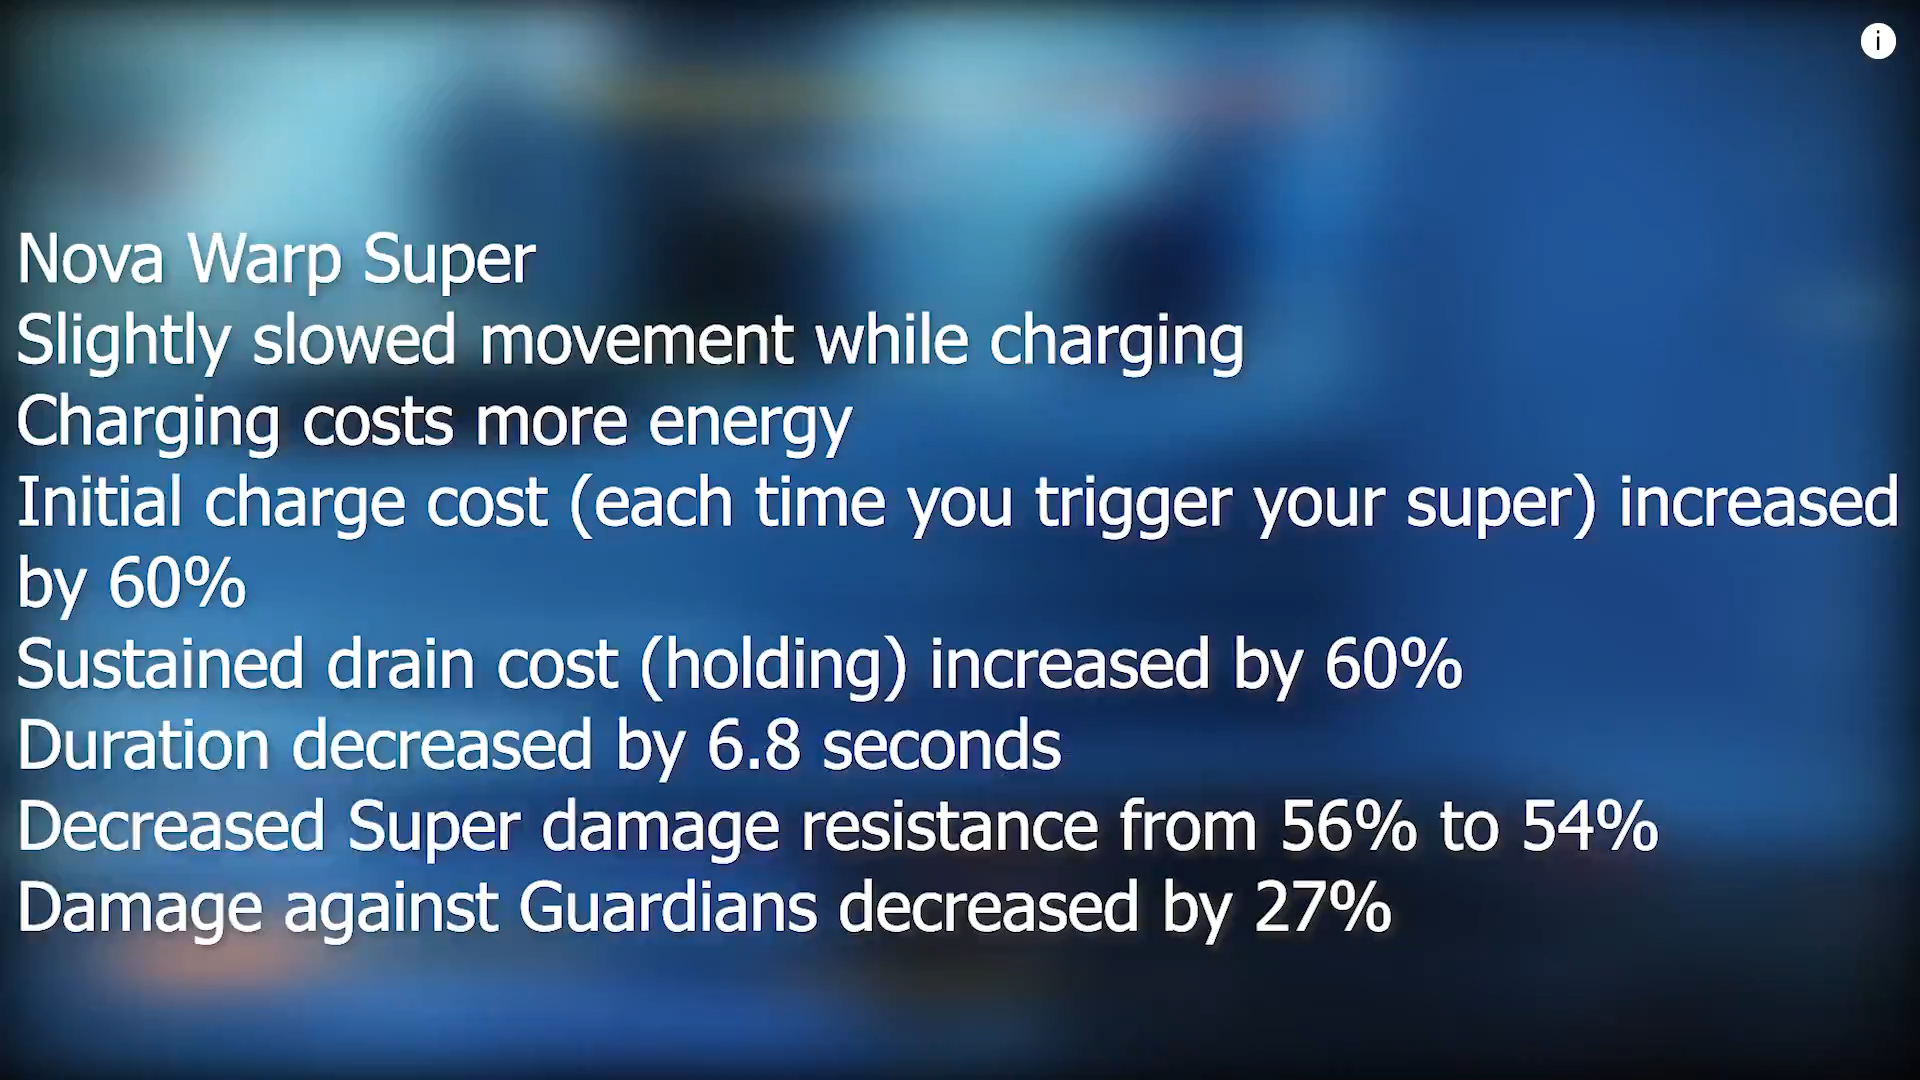 i
Nova Warp Super
Slightly slowed movement while charging
Charging costs more energy
Initial charge cost (each time you trigger your super) increased
by 60%
Sustained drain cost (holding) increased by 60%
Duration decreased by 6.8 seconds
Decreased Super damage resistance from 56% to 54%
Damage against Guardians decreased by 27%